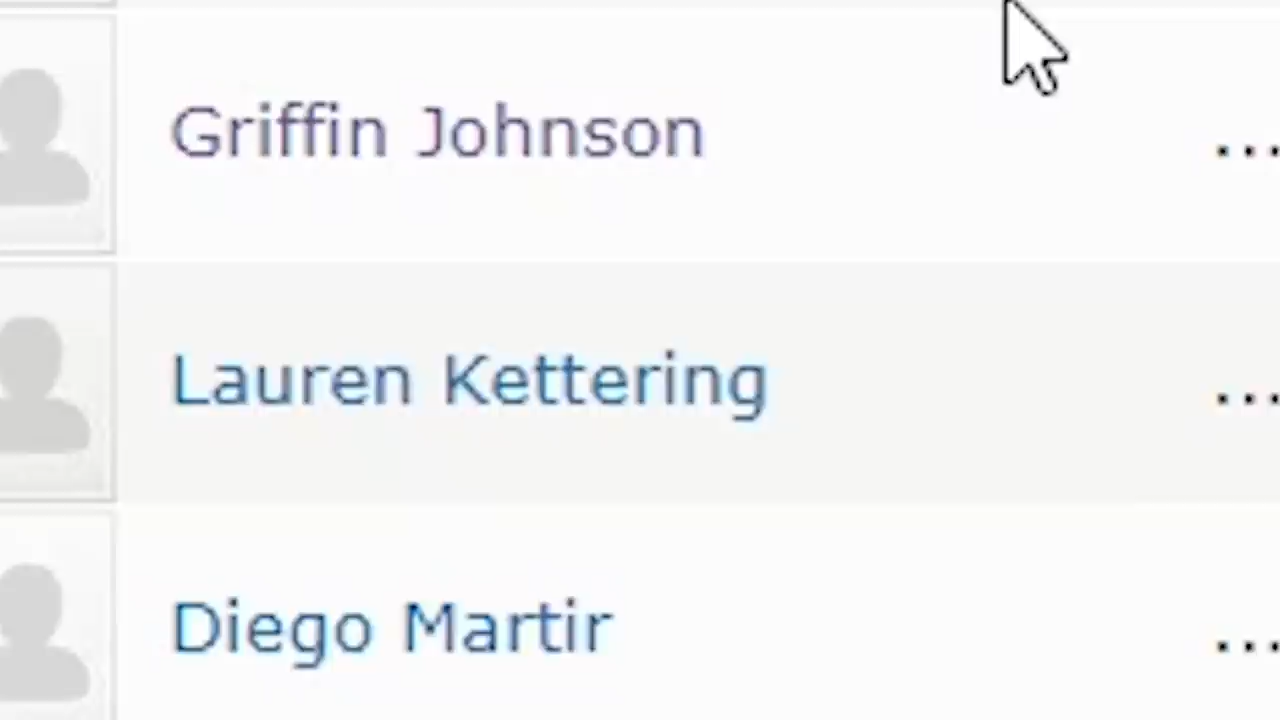 Griffin Johnson
...
Lauren Kettering
...
Diego Martir
...